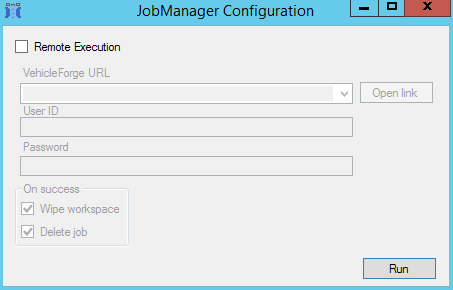 JobManager Configuration
Remote Execution
VehicleForge URL
Open link
User ID
Password
On success
Wipe workspace
Delete job
Run